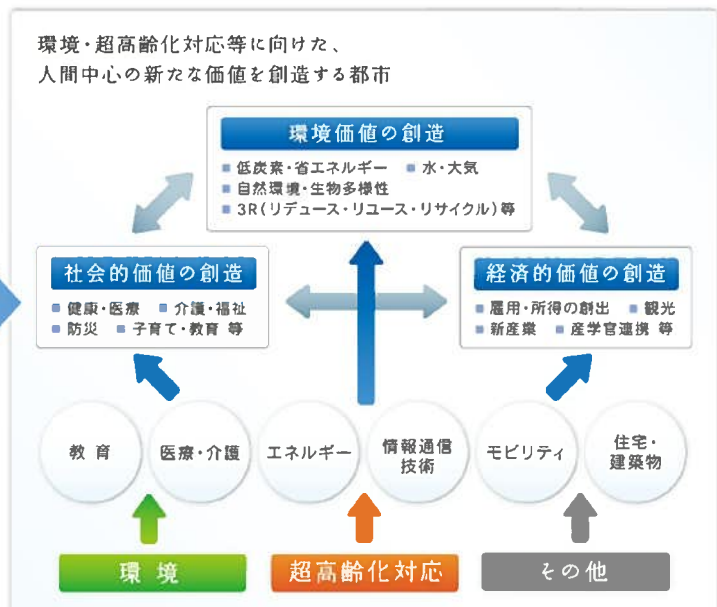 環境・超高齢化対応等に向けた、
人間中心の新たな価値を創造する都市
環境価値の創造
■ 低炭素・省エネルギー ■ 水・大気
■ 自然環境・生物多様性
■ 3R(リデュース・リユース・リサイクル)等
社会的価値の創造
■ 健康・医療 ■ 介護・福祉
■ 防災 ■ 子育て・教育 等
経済的価値の創造
■ 雇用・所得の創出 ■ 観光
■ 新産業 ■ 産学官連携 等
教 育
医療・介護
エネルギー
情報通信
技術
モビリティ
住宅・
建築物
環 境
超高齢化対応
その他